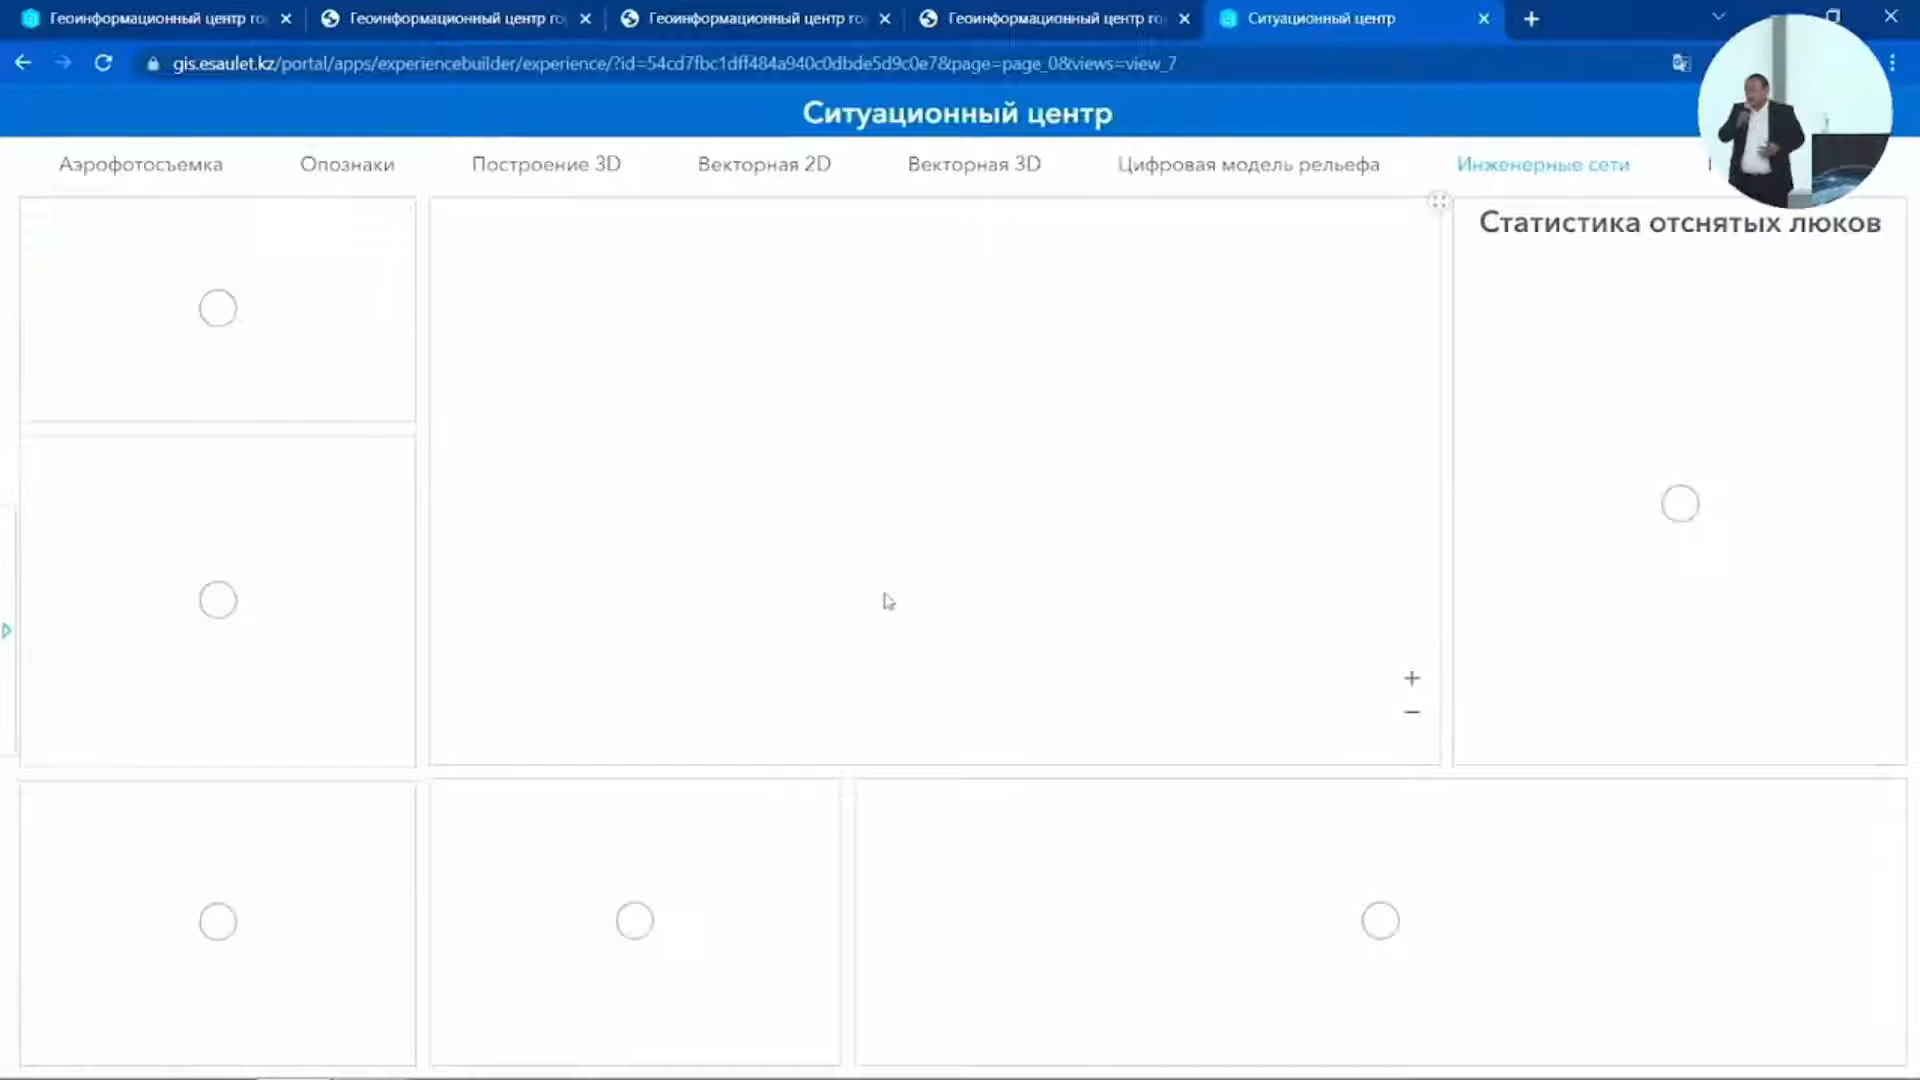 Геоинформационный центр го
Геоинформационный центр го
Геоинформационный центр го
Геоинформационный центр го
Ситуационный центр
gis.esaulet.kz/portal/apps/experiencebuilder/experience/?id=54cd7fbc1dff484a940c0dbde5d9c0e7&page=page_0&views=view_7
Ситуационный центр
Аэрофотосъемка
Опознаки
Построение 3D
Векторная 2D
Векторная 3D
Цифровая модель рельефа
Инженерные сети
Статистика отснятых люков